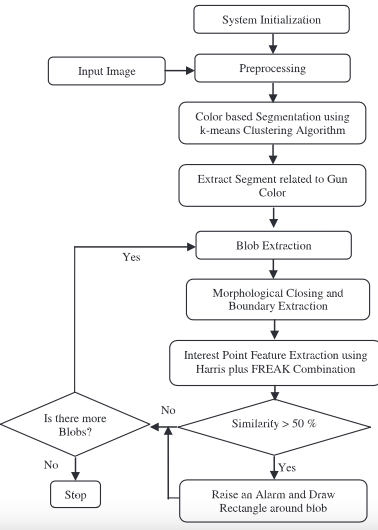 System Initialization
Input Image
Preprocessing
Color based Segmentation using
k-means Clustering Algorithm
Extract Segment related to Gun
Color
Blob Extraction
Yes
Morphological Closing and
Boundary Extraction
Interest Point Feature Extraction using
Harris plus FREAK Combination
Similarity > 50 %
No
Is there more
Blobs?
Yes
No
Raise an Alarm and Draw
Rectangle around blob
Stop